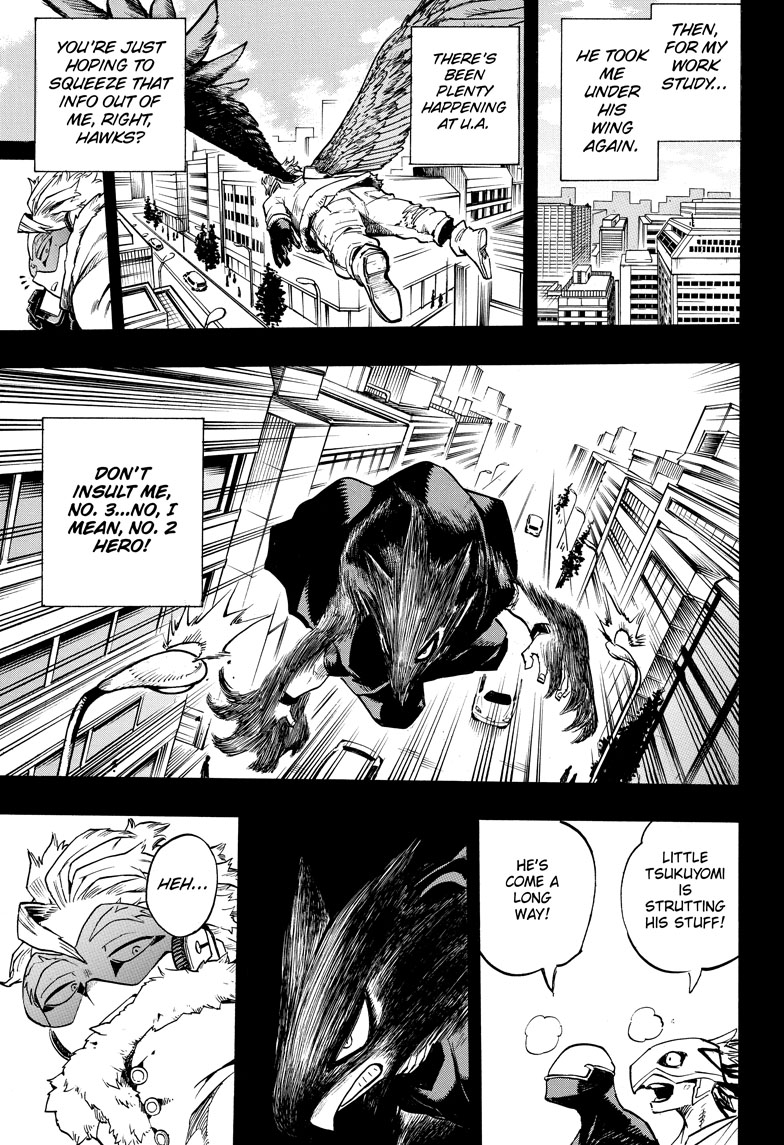 THEN,
FOR MY
WORK
STUDY...
HE TOOK
ME
UNDER
HIS
WING
AGAIN.
THERE'S
BEEN
PLENTY
HAPPENING
AT U.A.
YOU'RE JUST
HOPING TO
SQUEEZE THAT
INFO OUT OF
ME, RIGHT,
HAWKS?
DON'T
INSULT ME,
NO. 3...NO, I
MEAN, NO. 2
HERO!
LITTLE
TSUKUYOMI
IS
STRUTTING
HIS STUFF!
HE'S
COME A
LONG
WAY!
HEH...